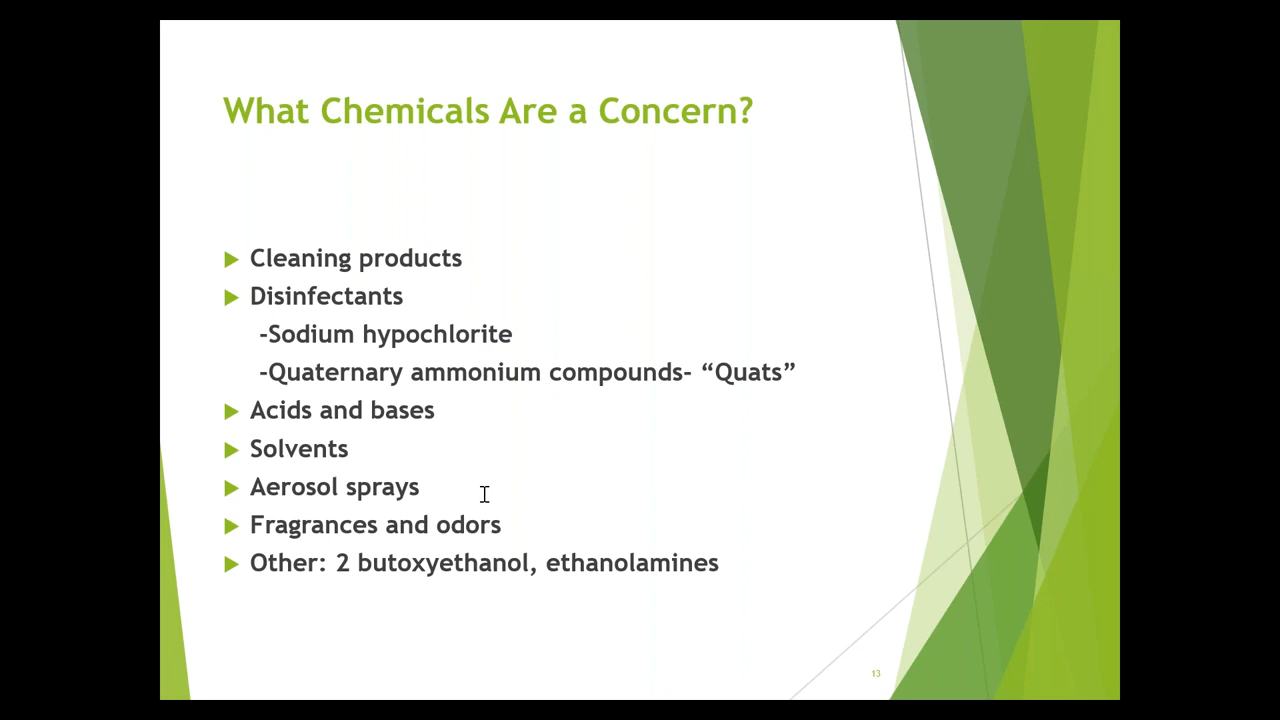 What Chemicals Are a Concern?
Cleaning products
Disinfectants
-Sodium hypochlorite
-Quaternary ammonium compounds- “Quats”
Acids and bases
Solvents
Aerosol sprays
Fragrances and odors
Other: 2 butoxyethanol, ethanolamines
13